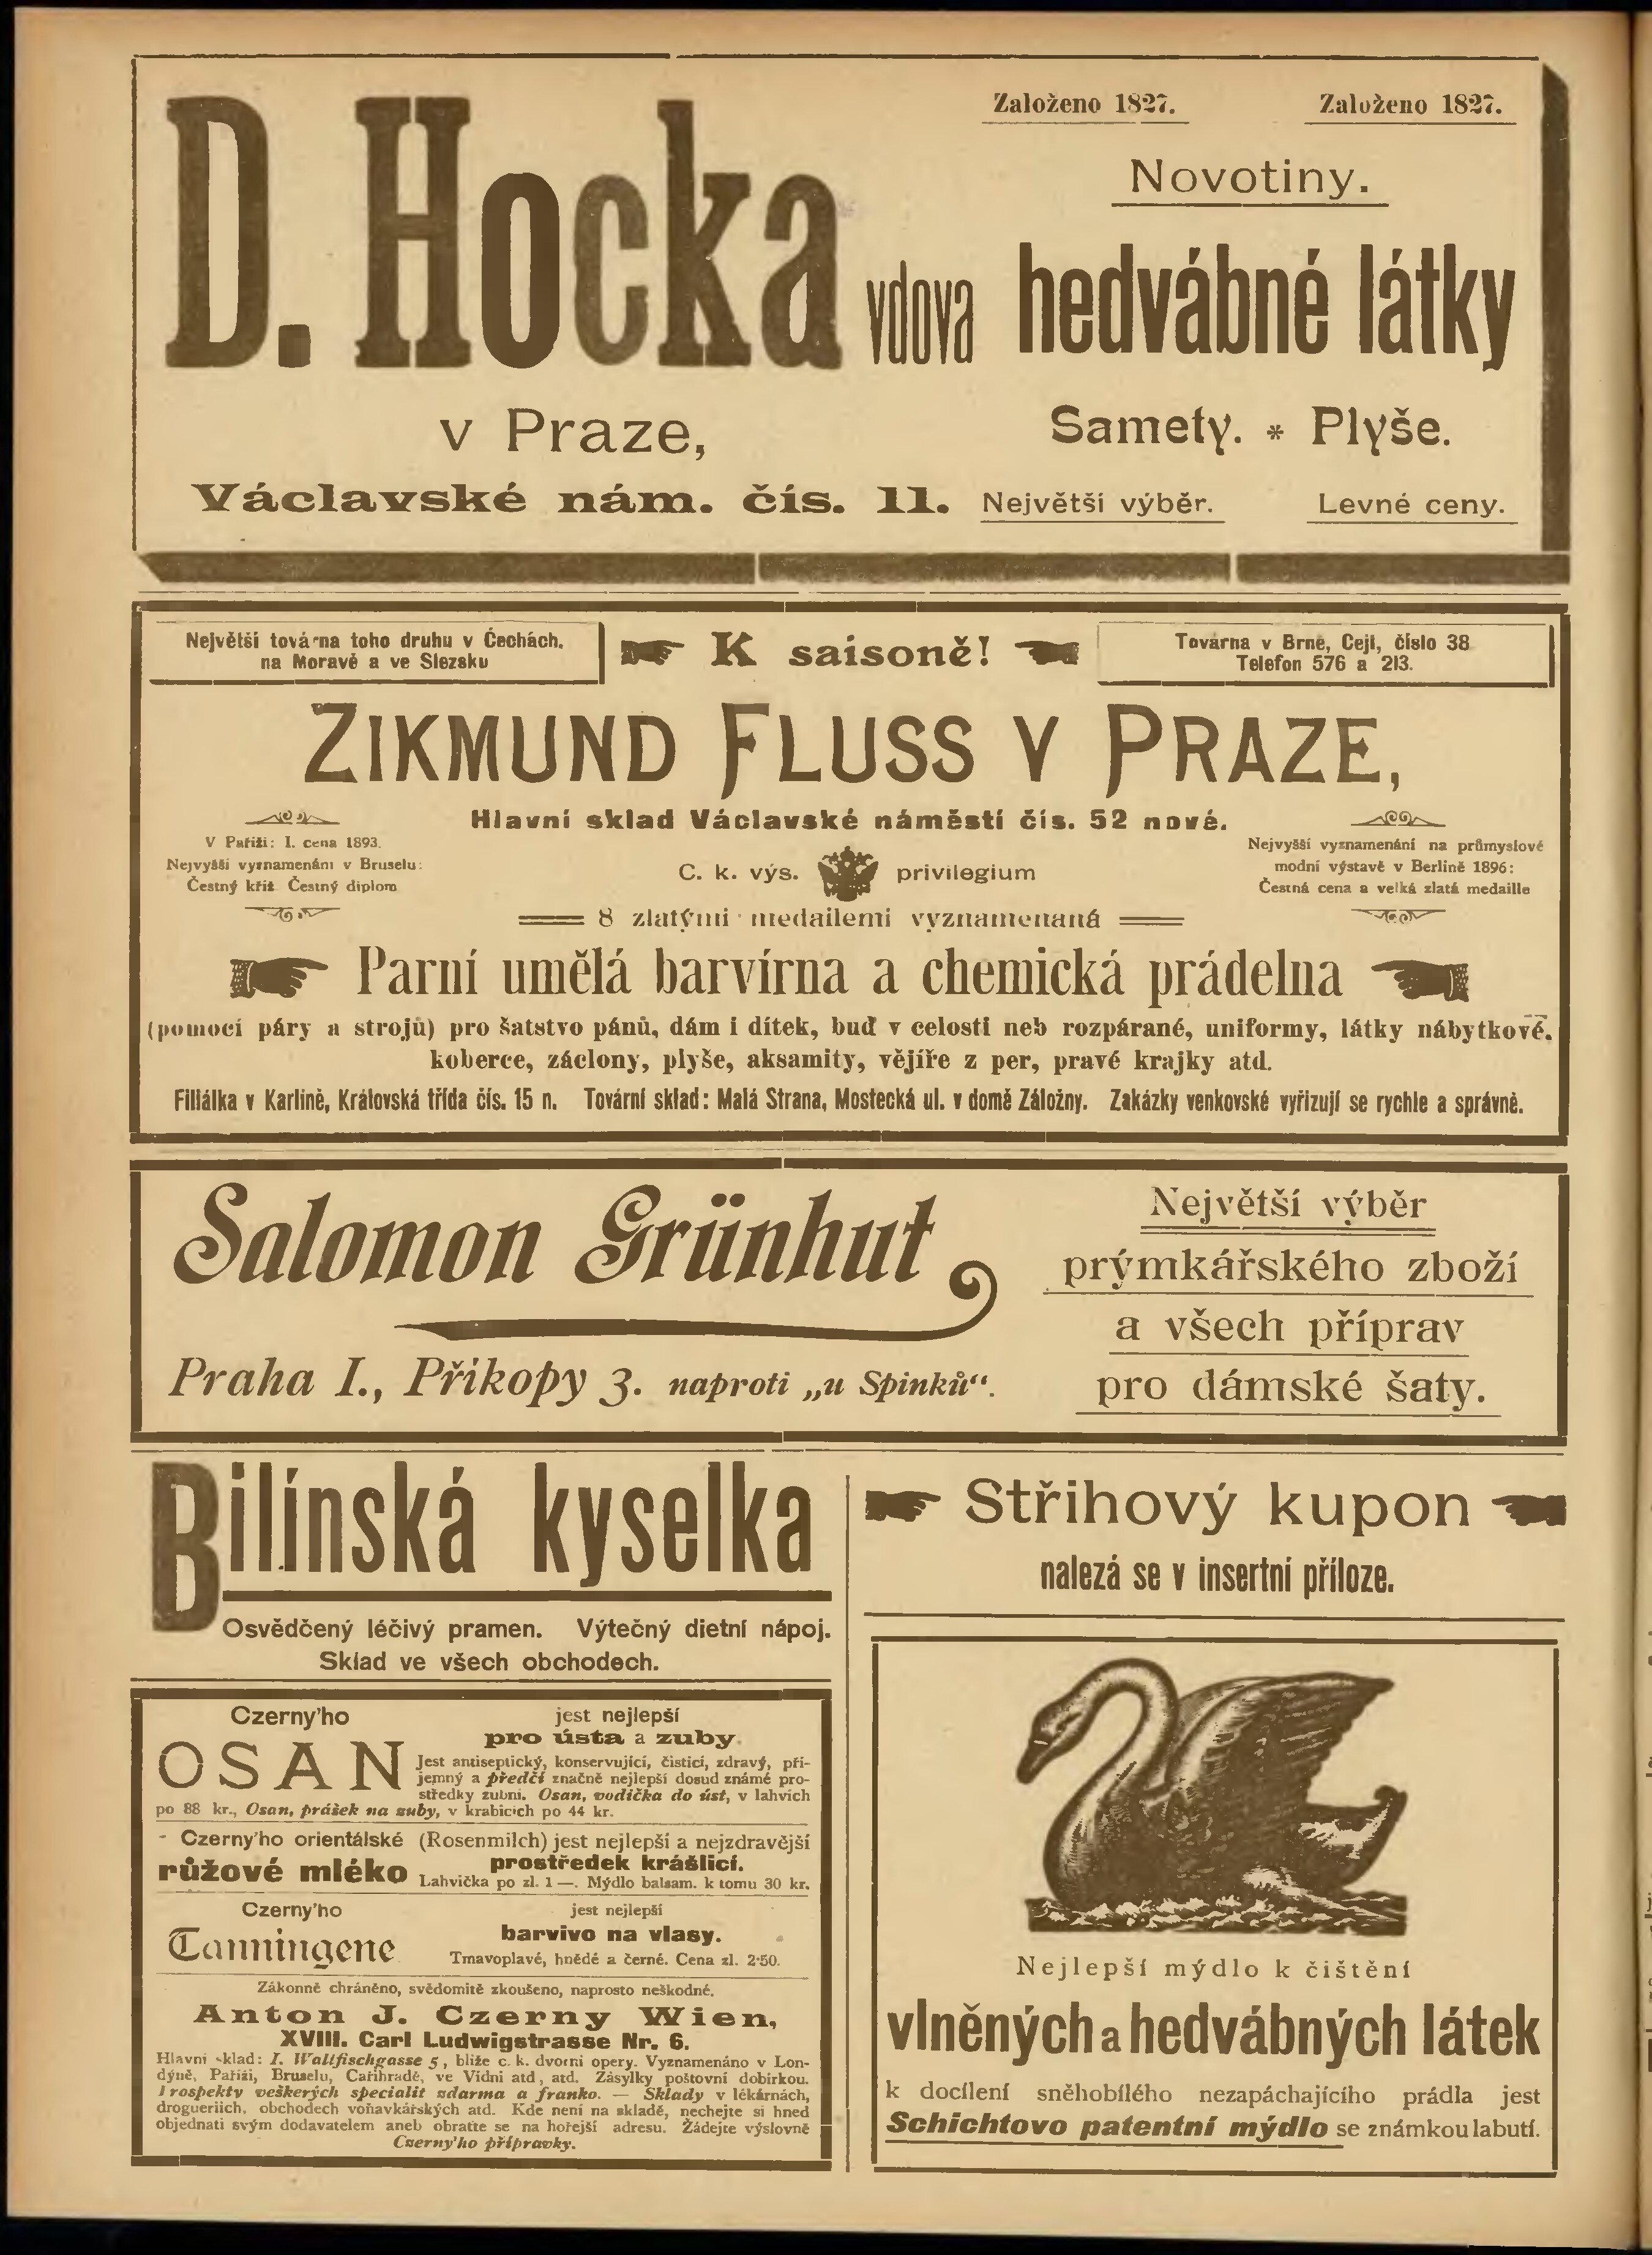 Založeno 1827. Založeno 1827.
D. Hocka vdova
v Praze,
Václavské nám. čís. 11.
Novotiny.
hedvábné látky
Samety. * Plyše.
Největší výběr. Levné ceny.
Největší továrna toho druhu v Čechách,
na Moravě a ve Slezsku
K saisoně!
Továrna v Brně, Cejl, číslo 38
Telefon 576 a 213.
ZIKMUND FLUSS V PRAZE,
Hlavní sklad Václavské náměstí čís. 52 nové.
V Paříži: I. cena 1893.
Nejvyšší vyznamenání v Bruselu:
Čestný kříž Čestný diplom
C. k. výs. privilegium
Nejvyšší vyznamenání na průmyslové
modní výstavě v Berlině 1896:
Čestná cena a velká zlatá medaille
8 zlatými medailemi vyznamenaná
Parní umělá barvírna a chemická prádelna
(pomocí páry a strojů) pro šatstvo pánů, dám i dítek, buď v celosti neb rozpárané, uniformy, látky nábytkové.
koberce, záclony, plyše, aksamity, vějíře z per, pravé krajky atd.
Filiálka v Karlině, Královská třída čís. 15 n. Tovární sklad: Malá Strana, Mostecká ul. v domě Záložny. Zakázky venkovské vyřizují se rychle a správně.
Salomon Grünhut,
Praha I., Příkopy 3. naproti „u Spinků“.
Největší výběr
prýmkářského zboží
a všech příprav
pro dámské šaty.
Bilínská kyselka
Osvědčený léčivý pramen. Výtečný dietní nápoj.
Sklad ve všech obchodech.
Czerny'ho
OSAN
jest nejlepší
pro ústa a zuby.
Jest antiseptický, konservující, čisticí, zdravý, pří-
jemný a předčí značně nejlepší dosud známé pro-
středky zubni. Osan, vodička do úst, v lahvích
po 88 kr., Osan, prášek na zuby, v krabicich po 44 kr.
Czerny'ho orientálské (Rosenmilch) jest nejlepší a nejzdravější
růžové mléko prostředek krášlicí.
Lahvička po zl. 1 —. Mýdlo balsam. k tomu 30 kr.
Czerny'ho
Tanningene
jest nejlepší
barvivo na vlasy.
Tmavoplavé, hnědé a černé. Cena zl. 2·50.
Zákonně chráněno, svědomitě zkoušeno, naprosto neškodné.
Anton J. Czerny Wien,
XVIII. Carl Ludwigstrasse Nr. 6.
Hlavní sklad: I. Wallfischgasse 5, blíže c. k. dvorní opery. Vyznamenáno v Lon-
dýně, Paříži, Bruselu, Cařihradě, ve Vídni atd, atd. Zásylky poštovní dobírkou.
Prospekty veškerých specialit zdarma a franko. — Sklady v lékárnách,
drogueriich, obchodech voňavkářských atd. Kde není na skladě, nechejte si hned
objednati svým dodavatelem aneb obraťte se na hořejší adresu. Žádejte výslovně
Czerny'ho přípravky.
Střihový kupon
nalezá se v insertní příloze.
Nejlepší mýdlo k čištění
vlněných a hedvábných látek
k docílení sněhobílého nezapáchajícího prádla jest
Schichtovo patentní mýdlo se známkou labutí.